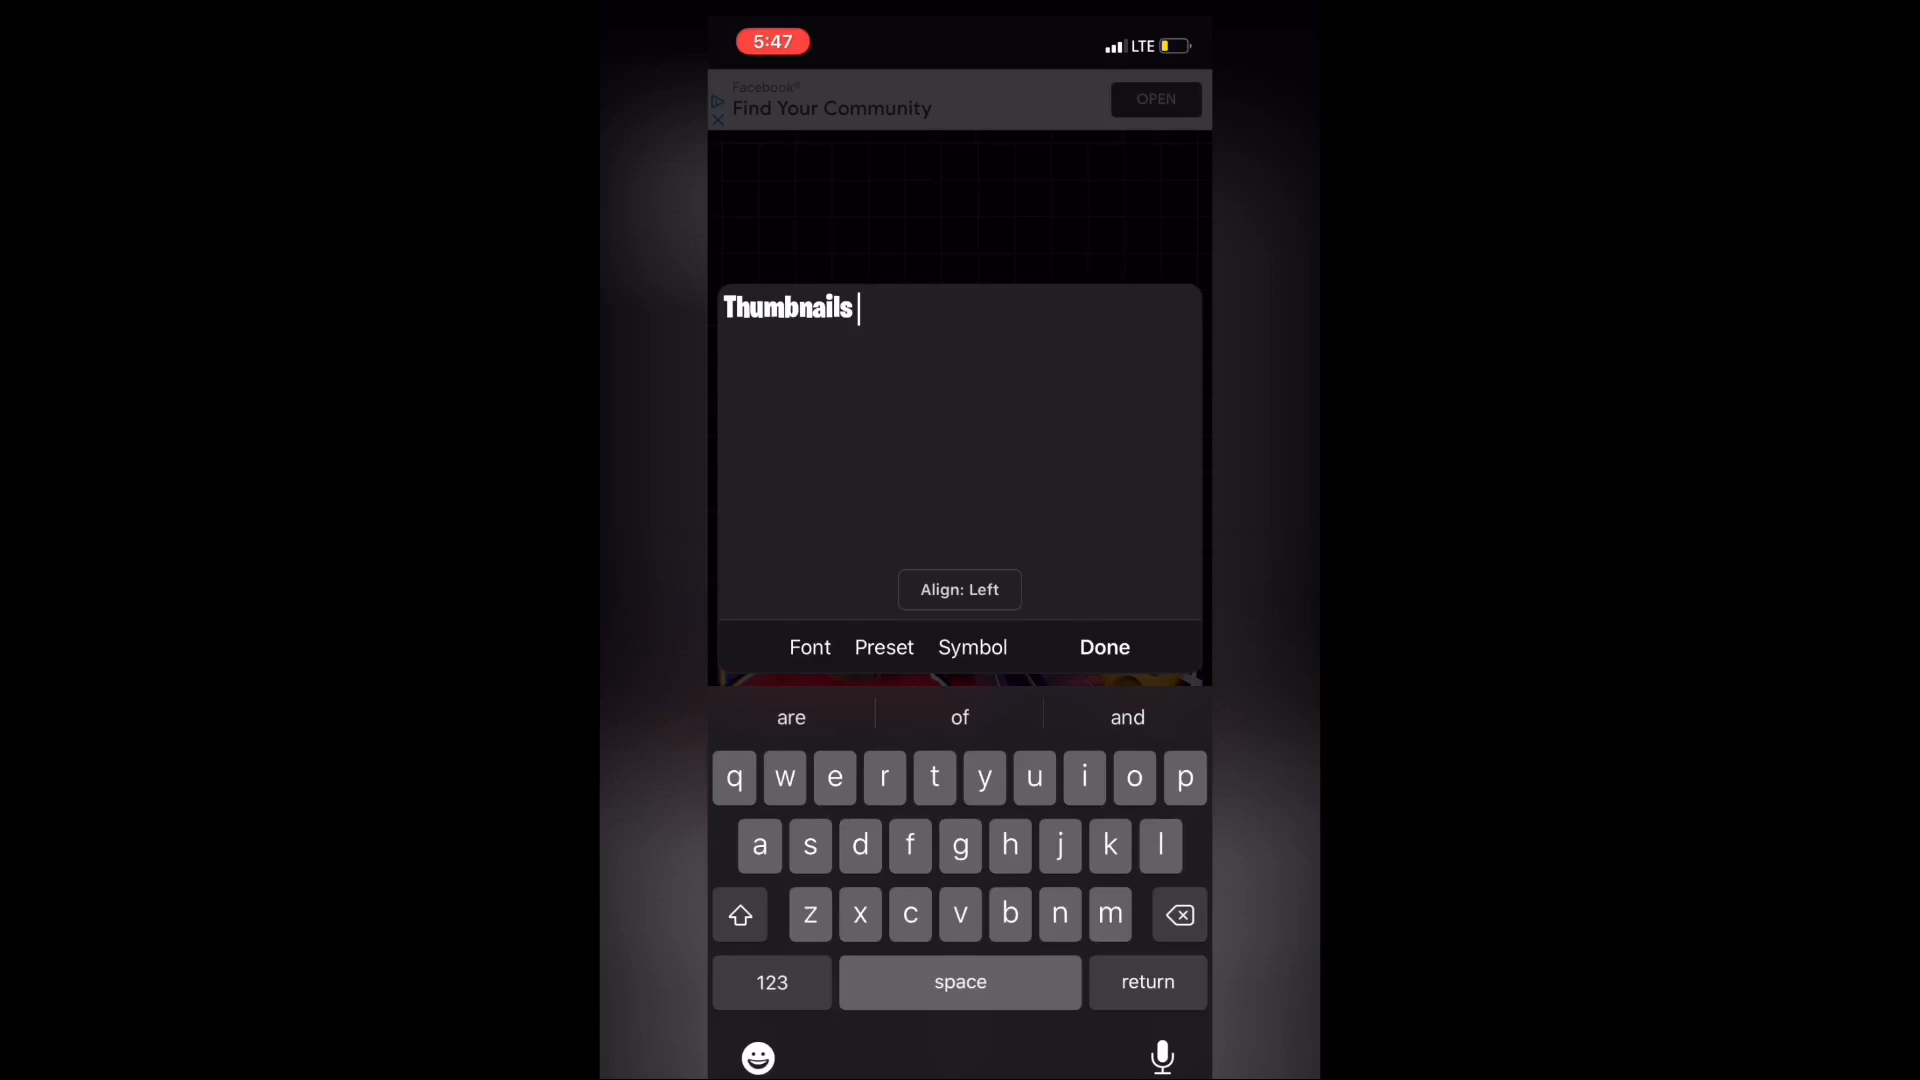 5:47
LTE
Facebook®
Find Your Community
OPEN
Thumbnails
Align: Left
Font Preset Symbol Done
are of and
q w e r t y u i o p
a s d f g h j k l
z x c v b n m
123 space return